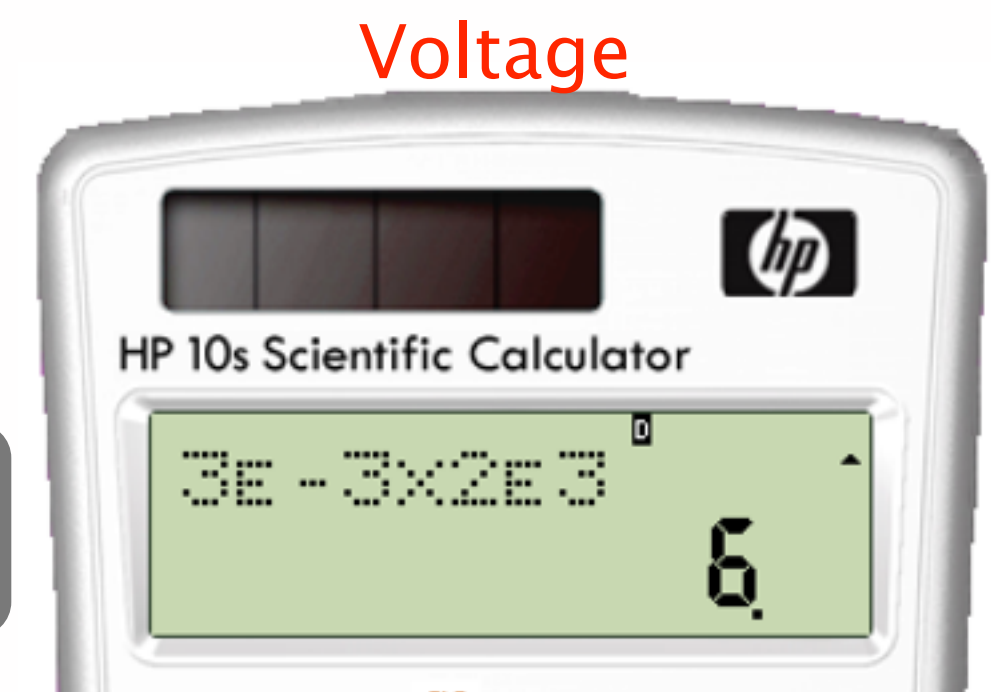 Voltage
hp
HP 10s Scientific Calculator
D
3E-3x2E3
6.